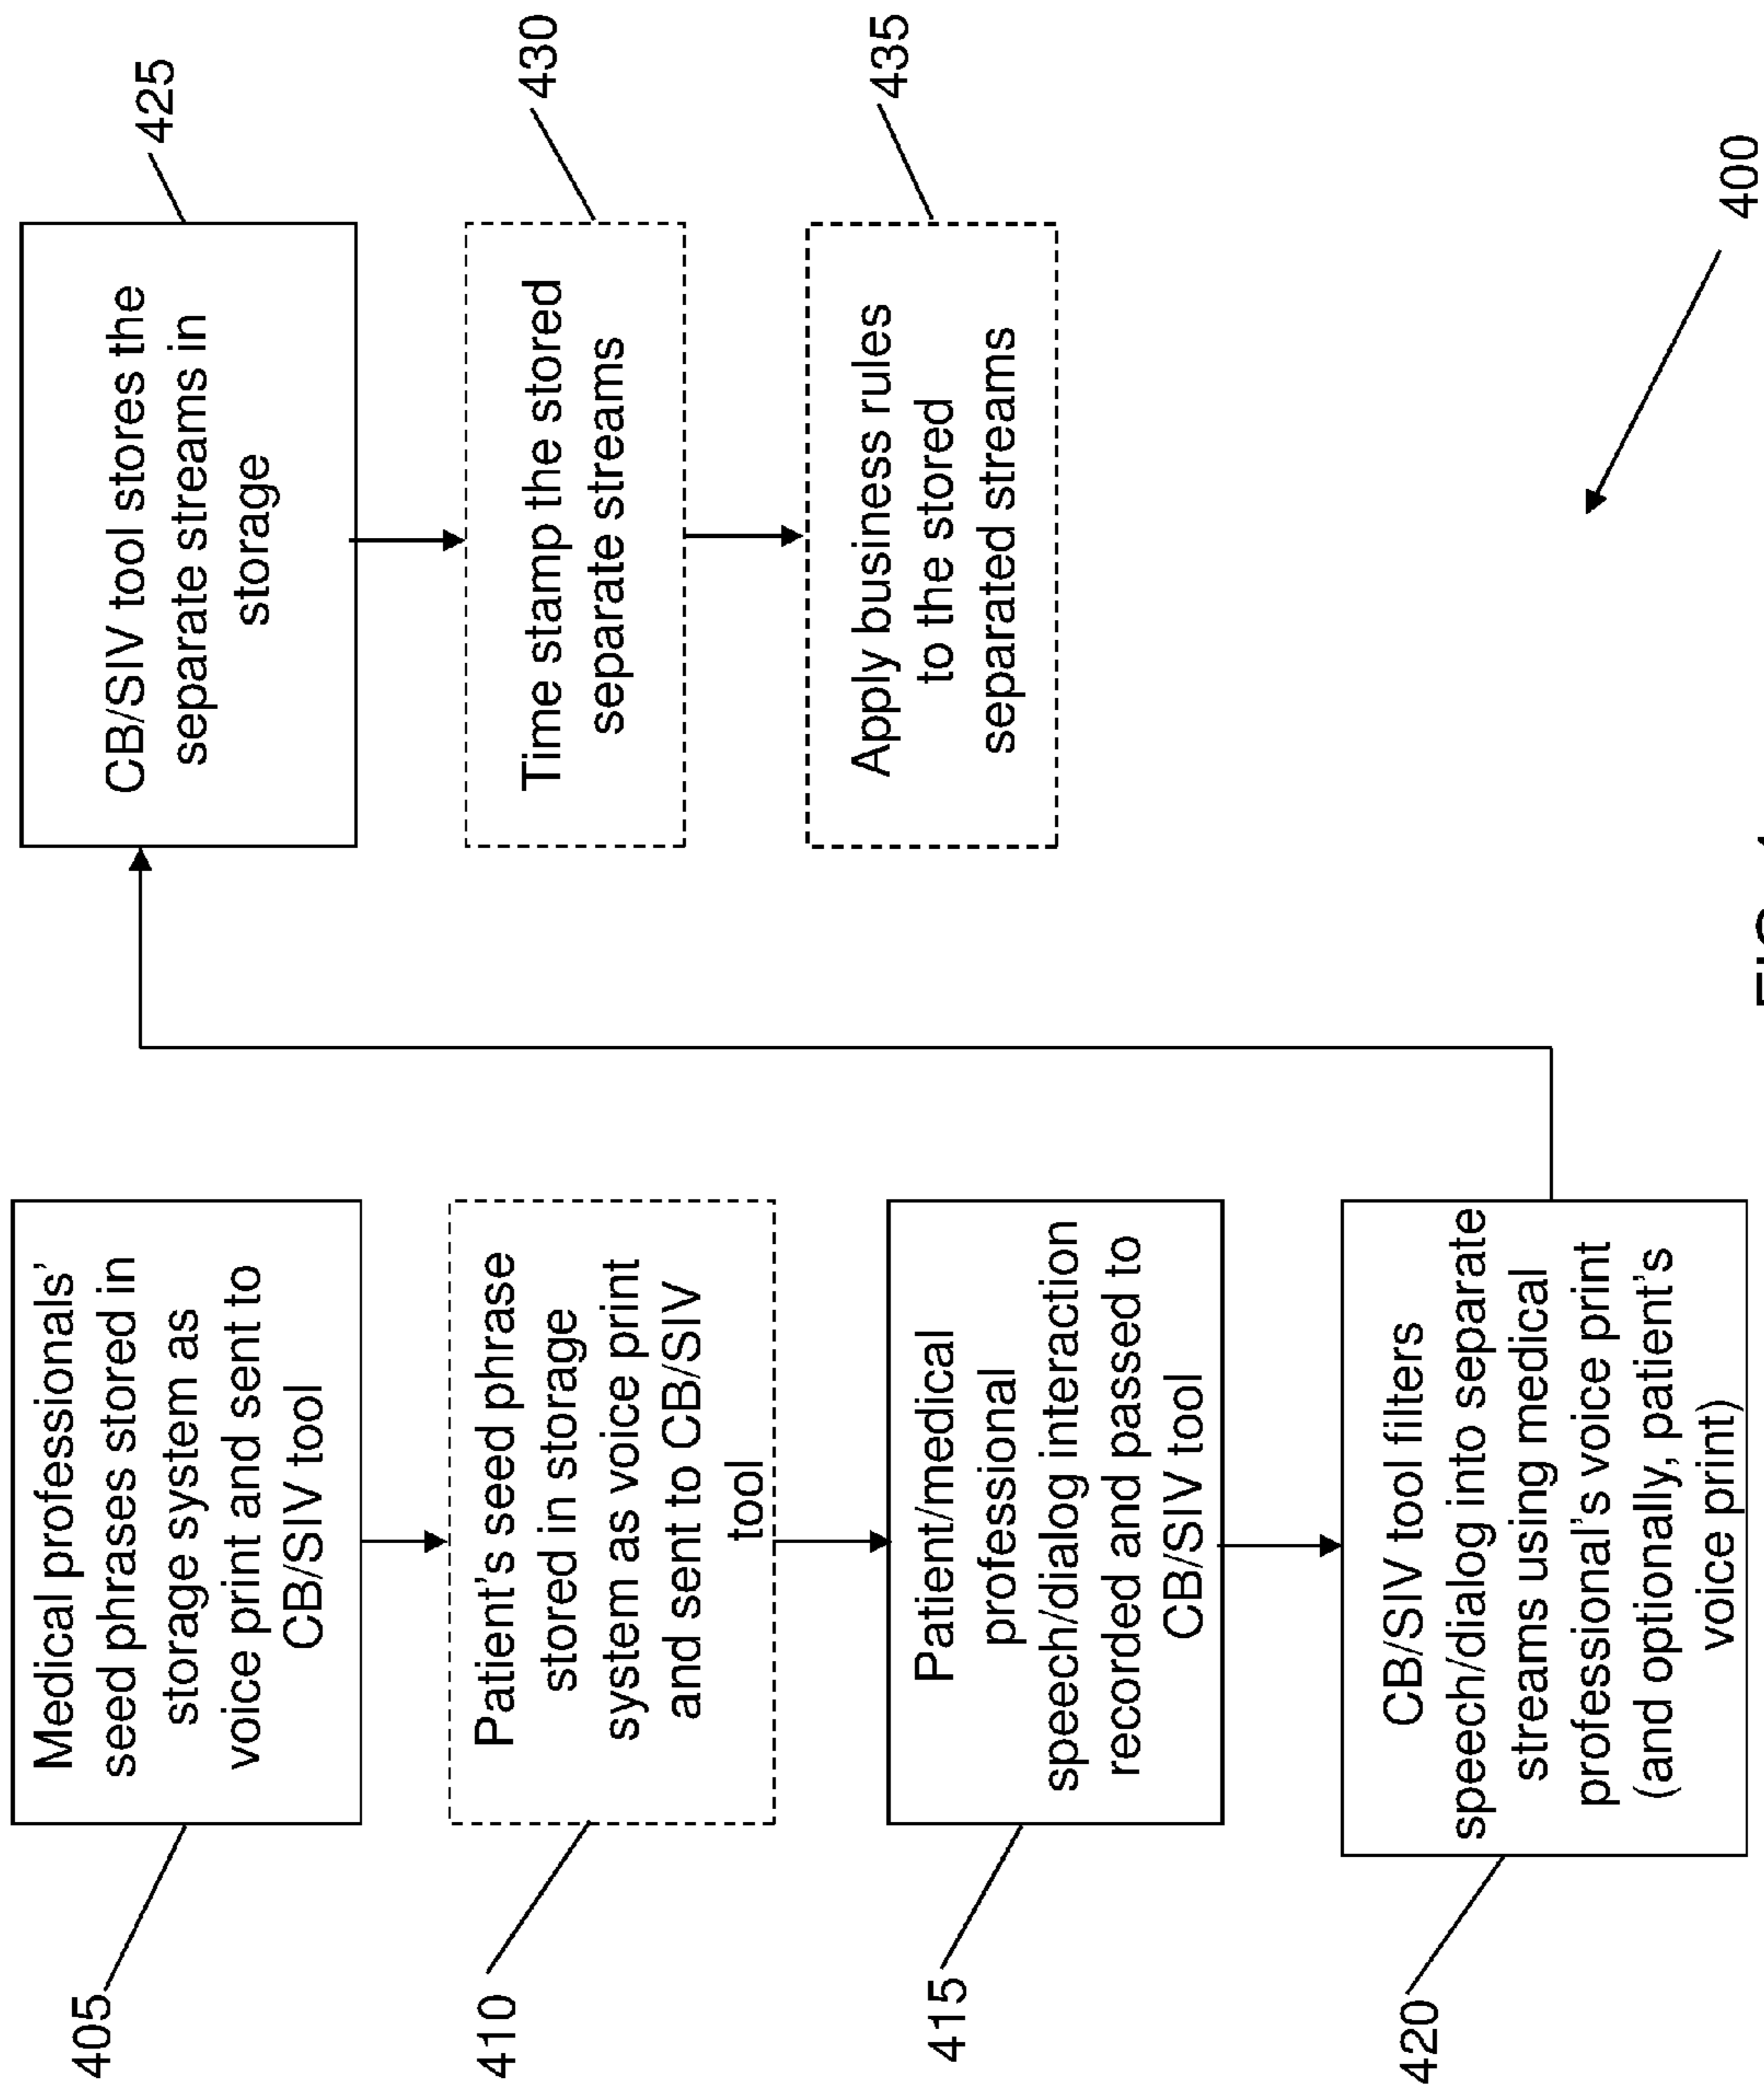 405
Medical professionals’
seed phrases stored in
storage system as
voice print and sent to
CB/SIV tool
410
Patient’s seed phrase
stored in storage
system as voice print
and sent to CB/SIV
tool
415
Patient/medical
professional
speech/dialog interaction
recorded and passed to
CB/SIV tool
420
CB/SIV tool filters
speech/dialog into separate
streams using medical
professional’s voice print
(and optionally, patient’s
voice print)
CB/SIV tool stores the
separate streams in
storage
425
Time stamp the stored
separate streams
430
Apply business rules
to the stored
separated streams
435
400